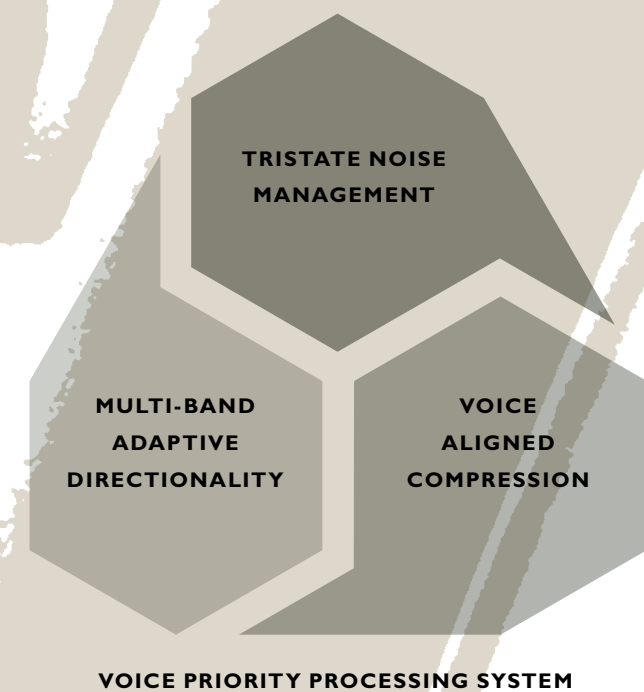 TRISTATE NOISE
MANAGEMENT
MULTI-BAND
ADAPTIVE
DIRECTIONALITY
VOICE
ALIGNED
COMPRESSION
VOICE PRIORITY PROCESSING SYSTEM